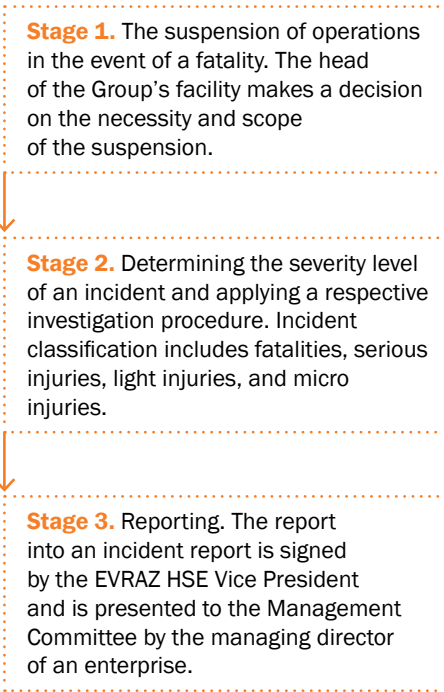 Stage 1. The suspension of operations
in the event of a fatality. The head
of the Group's facility makes a decision
on the necessity and scope
of the suspension.
Stage 2. Determining the severity level
of an incident and applying a respective
investigation procedure. Incident
classification includes fatalities, serious
injuries, light injuries, and micro
injuries.
Stage 3. Reporting. The report
into an incident report is signed
by the EVRAZ HSE Vice President
and is presented to the Management
Committee by the managing director
of an enterprise.